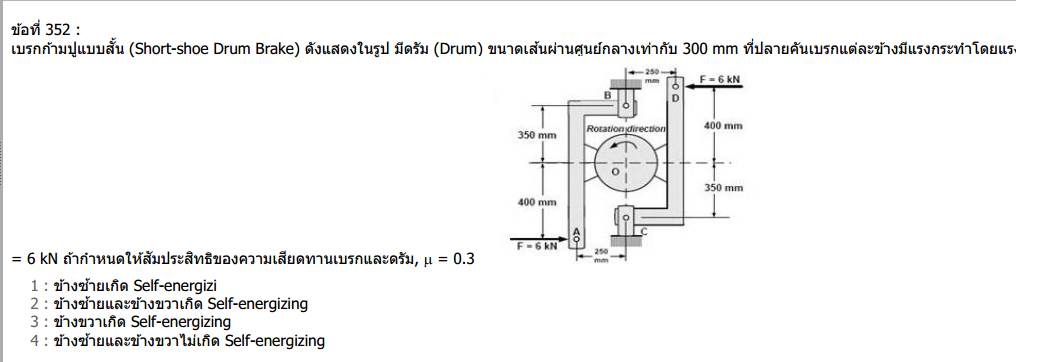 ข้อที่ 352 :
เบรกก้ามปูแบบสั้น (Short-shoe Drum Brake) ดังแสดงในรูป มีดรัม (Drum) ขนาดเส้นผ่านศูนย์กลางเท่ากับ 300 mm ที่ปลายคันเบรกแต่ละข้างมีแรงกระทำโดยแรง
250
mm
F = 6 kN
B
D
350 mm
Rotation direction
400 mm
O
350 mm
400 mm
A
C
F = 6 kN
250
mm
= 6 kN ถ้ากำหนดให้สัมประสิทธิของความเสียดทานเบรกและดรัม, μ = 0.3
1 : ข้างซ้ายเกิด Self-energizi
2 : ข้างซ้ายและข้างขวาเกิด Self-energizing
3 : ข้างขวาเกิด Self-energizing
4 : ข้างซ้ายและข้างขวาไม่เกิด Self-energizing